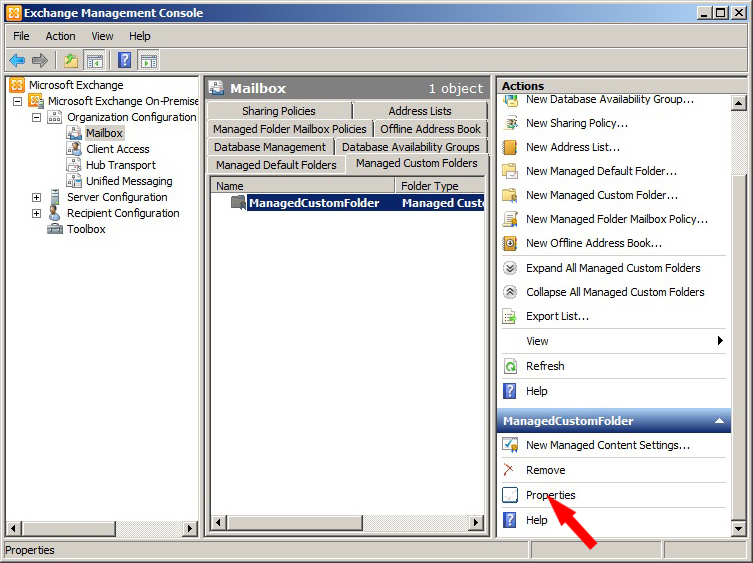 Exchange Management Console
File Action View Help
Microsoft Exchange
Microsoft Exchange On-Premise
Organization Configuration
Mailbox
Client Access
Hub Transport
Unified Messaging
Server Configuration
Recipient Configuration
Toolbox
Mailbox 1 object
Sharing Policies Address Lists
Managed Folder Mailbox Policies Offline Address Book
Database Management Database Availability Groups
Managed Default Folders Managed Custom Folders
Name Folder Type
ManagedCustomFolder Managed Custo
Actions
New Database Availability Group...
New Sharing Policy...
New Address List...
New Managed Default Folder...
New Managed Custom Folder...
New Managed Folder Mailbox Policy...
New Offline Address Book...
Expand All Managed Custom Folders
Collapse All Managed Custom Folders
Export List...
View
Refresh
Help
ManagedCustomFolder
New Managed Content Settings...
Remove
Properties
Help
Properties